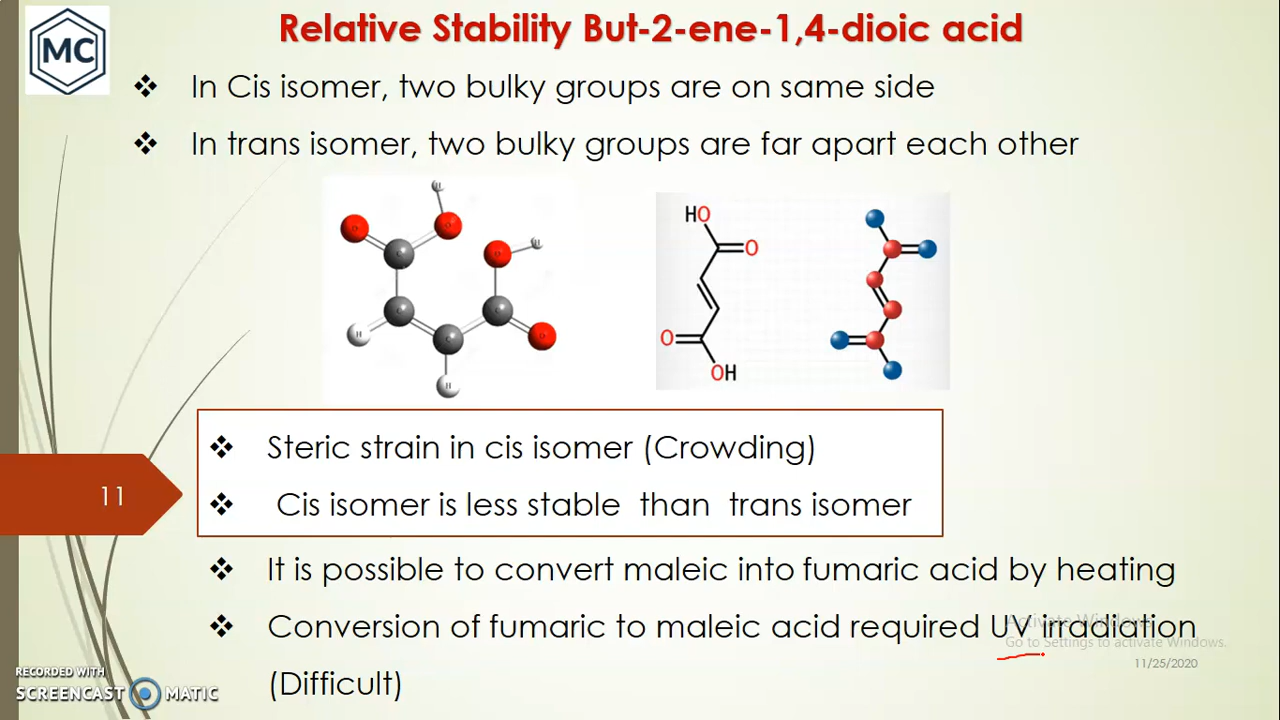 MC
Relative Stability But-2-ene-1,4-dioic acid
❖ In Cis isomer, two bulky groups are on same side
❖ In trans isomer, two bulky groups are far apart each other
H
O
O
O
H
C
C
C
C
O
H
H
HO
O
O
OH
❖ Steric strain in cis isomer (Crowding)
❖ Cis isomer is less stable than trans isomer
11
❖ It is possible to convert maleic into fumaric acid by heating
❖ Conversion of fumaric to maleic acid required UV irradiation
(Difficult)
Activate Windows
Go to Settings to activate Windows.
11/25/2020
RECORDED WITH
SCREENCAST MATIC